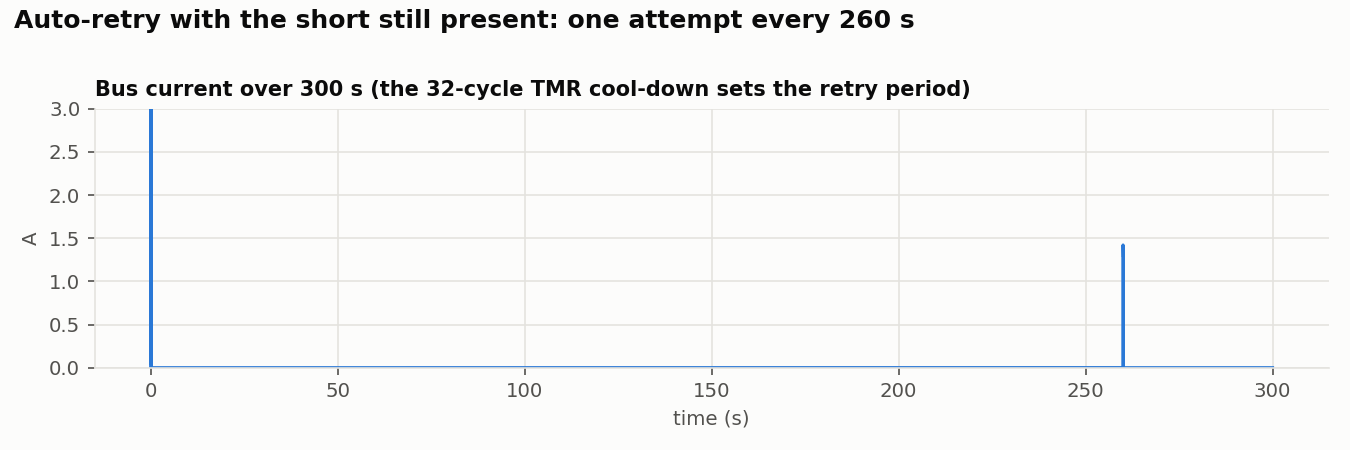 Auto-retry with the short still present: one attempt every 260 s
Bus current over 300 s (the 32-cycle TMR cool-down sets the retry period)
3.0
2.5
2.0
1.5
1.0
0.5
0.0
A
0 50 100 150 200 250 300
time (s)